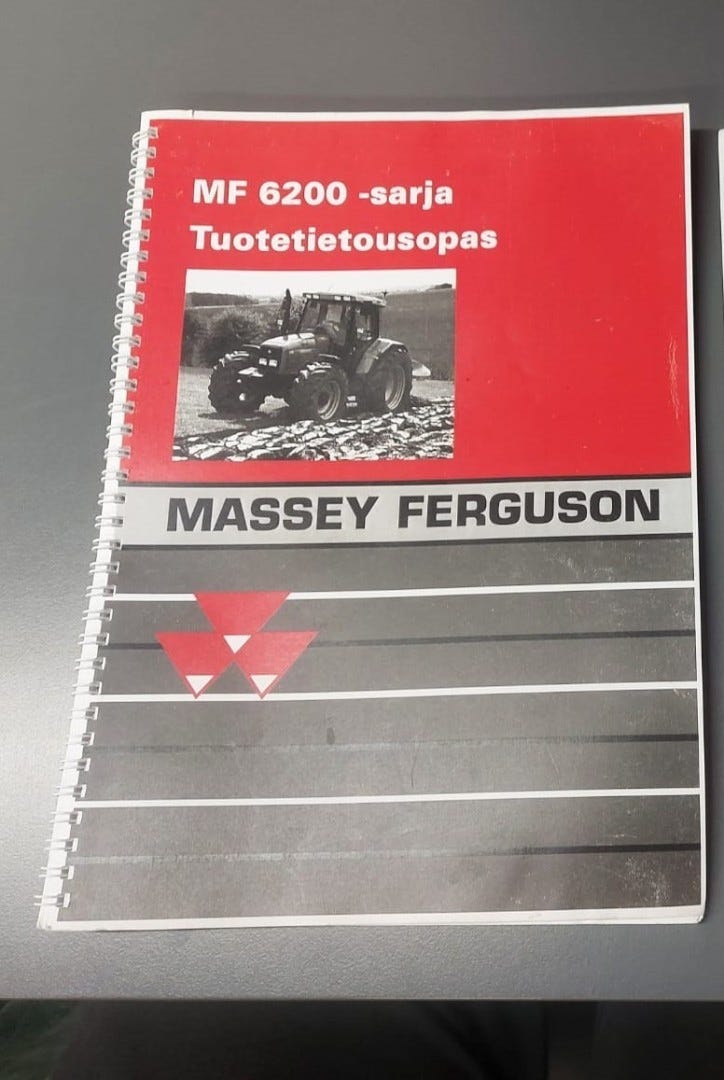 MF 6200 -sarja
Tuotetietousopas
MASSEY FERGUSON